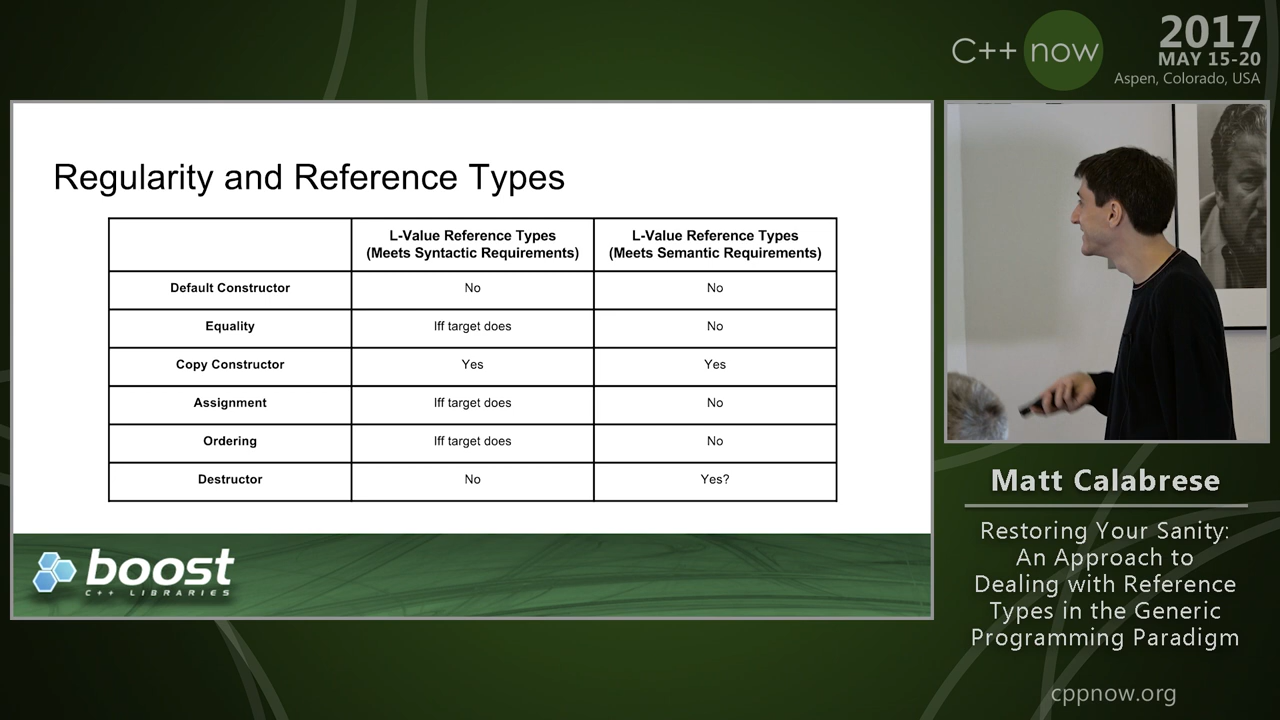 C++ now
2017
MAY 15-20
Aspen, Colorado, USA
Regularity and Reference Types
L-Value Reference Types
(Meets Syntactic Requirements)
L-Value Reference Types
(Meets Semantic Requirements)
Default Constructor No No
Equality Iff target does No
Copy Constructor Yes Yes
Assignment Iff target does No
Ordering Iff target does No
Destructor No Yes?
boost
C++ LIBRARIES
Matt Calabrese
Restoring Your Sanity:
An Approach to
Dealing with Reference
Types in the Generic
Programming Paradigm
cppnow.org